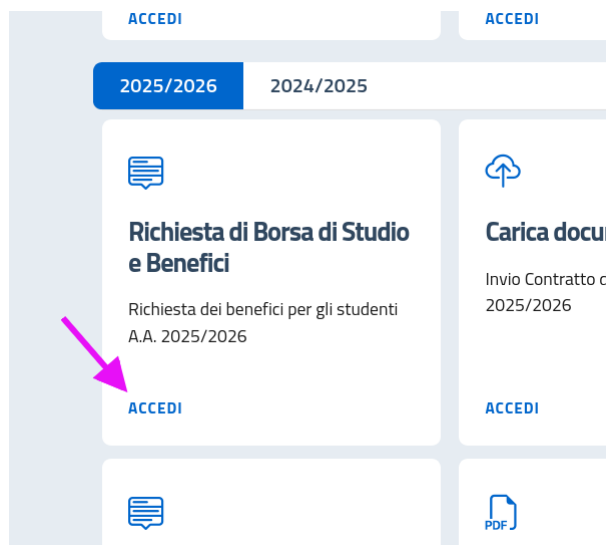 ACCEDI
ACCEDI
2025/2026
2024/2025
Richiesta di Borsa di Studio
e Benefici
Richiesta dei benefici per gli studenti
A.A. 2025/2026
ACCEDI
Carica
Invio Contratto
2025/2026
ACCEDI
PDF